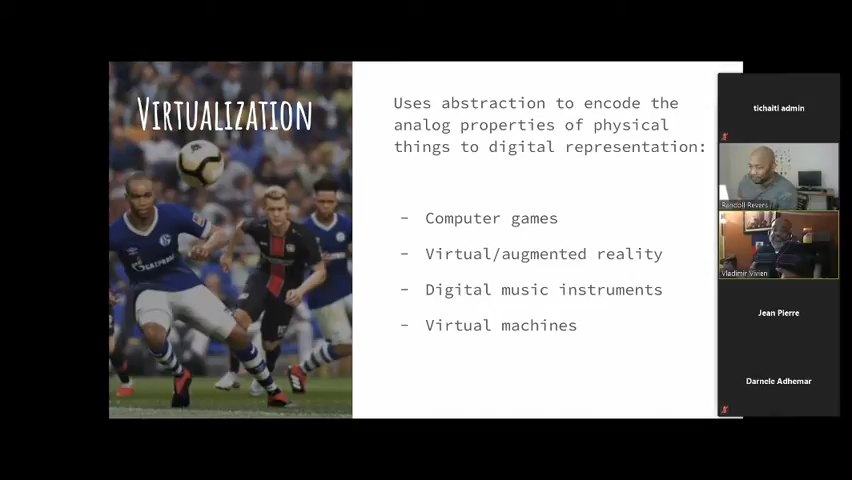 VIRTUALIZATION
Uses abstraction to encode the
analog properties of physical
things to digital representation:
- Computer games
- Virtual/augmented reality
- Digital music instruments
- Virtual machines
GAZPROM
tichaiti admin
Randoll Revers
Vladimir Vivien
Jean Pierre
Darnele Adhemar